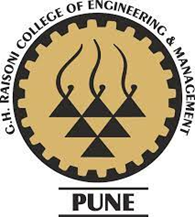 G.H. RAISONI COLLEGE OF ENGINEERING & MANAGEMENT
PUNE